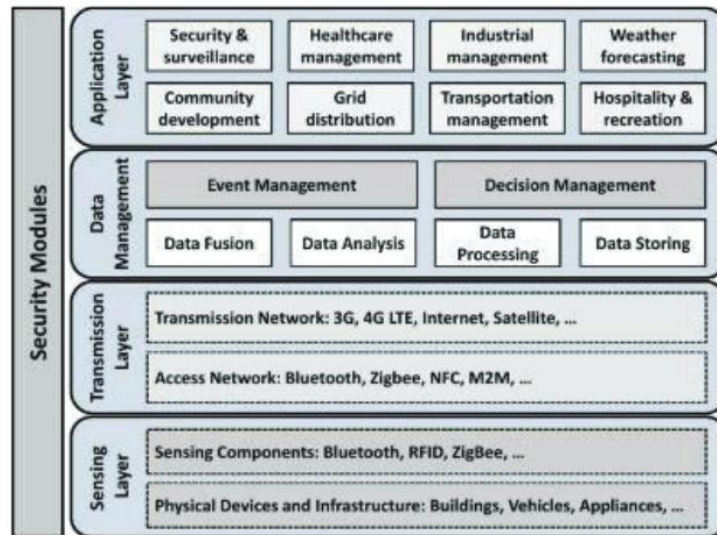 Security Modules
Application
Layer
Security &
surveillance
Healthcare
management
Industrial
management
Weather
forecasting
Community
development
Grid
distribution
Transportation
management
Hospitality &
recreation
Data
Management
Event Management
Decision Management
Data Fusion
Data Analysis
Data
Processing
Data Storing
Transmission
Layer
Transmission Network: 3G, 4G LTE, Internet, Satellite, ...
Access Network: Bluetooth, Zigbee, NFC, M2M, ...
Sensing
Layer
Sensing Components: Bluetooth, RFID, ZigBee, ...
Physical Devices and Infrastructure: Buildings, Vehicles, Appliances, ...